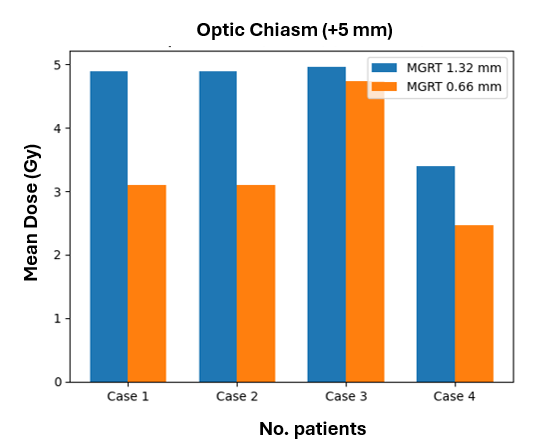 Optic Chiasm (+5 mm)
MGRT 1.32 mm
MGRT 0.66 mm
Mean Dose (Gy)
5
4
3
2
1
0
Case 1
Case 2
Case 3
Case 4
No. patients